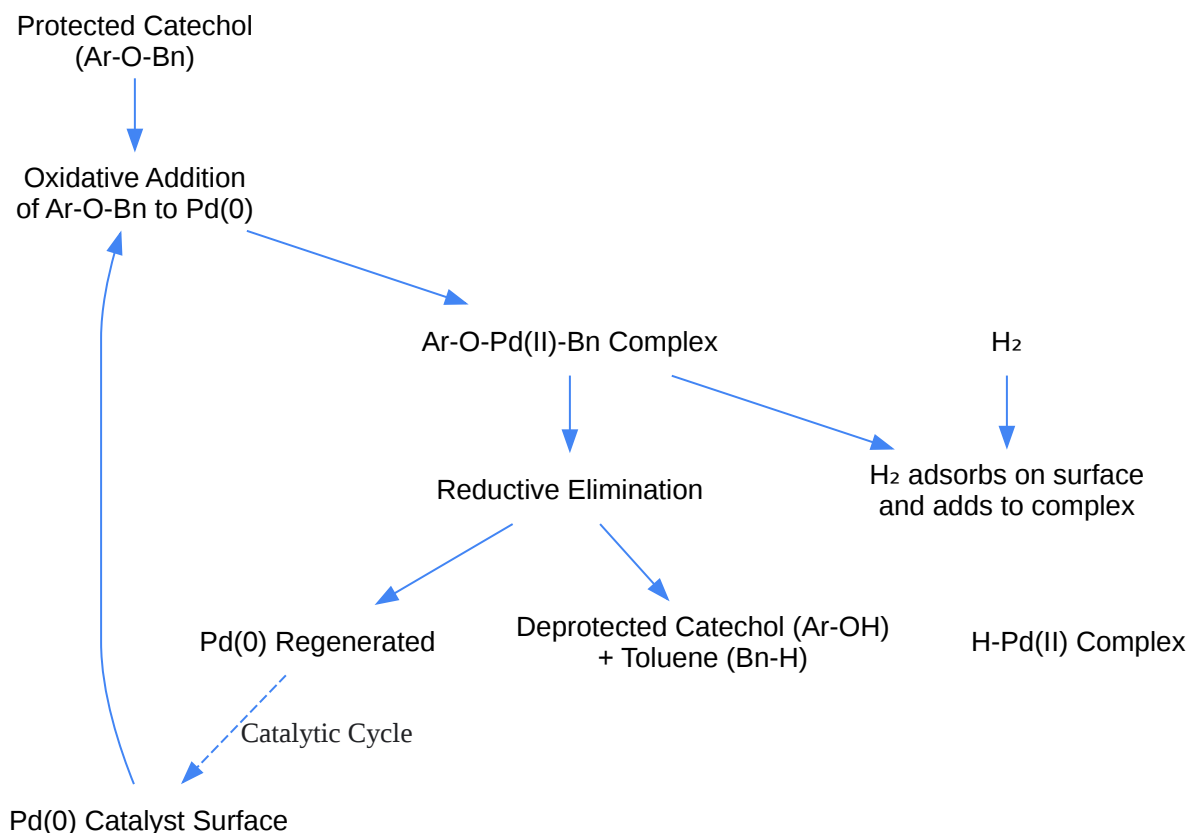 Protected Catechol
(Ar-O-Bn)
Oxidative Addition
of Ar-O-Bn to Pd(0)
Ar-O-Pd(II)-Bn Complex
H₂
Reductive Elimination
H₂ adsorbs on surface
and adds to complex
Pd(0) Regenerated
Deprotected Catechol (Ar-OH)
+ Toluene (Bn-H)
H-Pd(II) Complex
Catalytic Cycle
Pd(0) Catalyst Surface